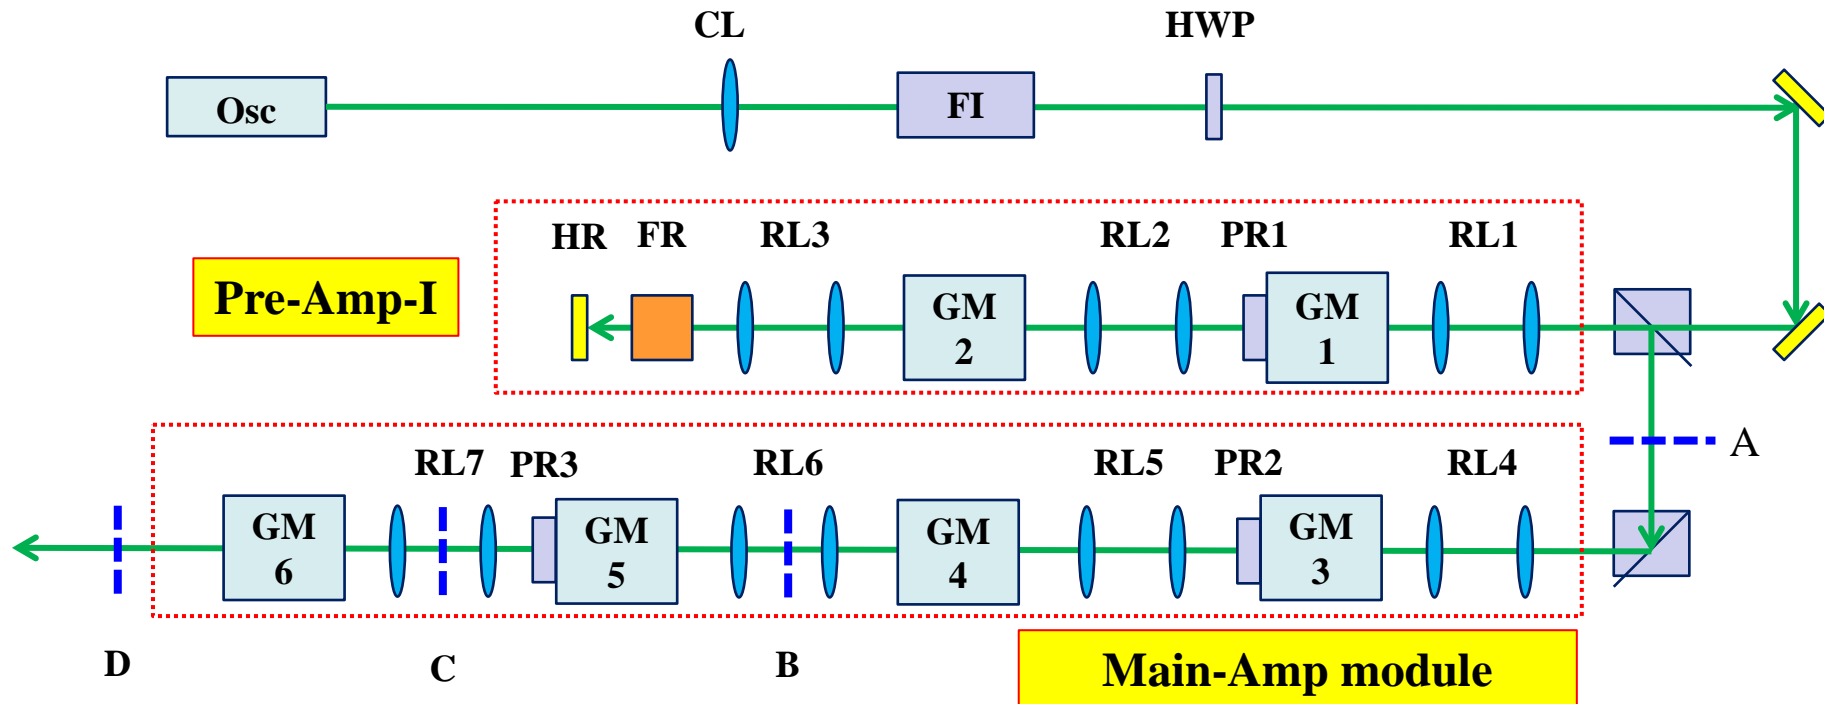 CL
HWP
Osc
FI
HR
FR
RL3
RL2
PR1
RL1
Pre-Amp-I
GM
2
GM
1
A
RL7
PR3
RL6
RL5
PR2
RL4
GM
6
GM
5
GM
4
GM
3
D
C
B
Main-Amp module